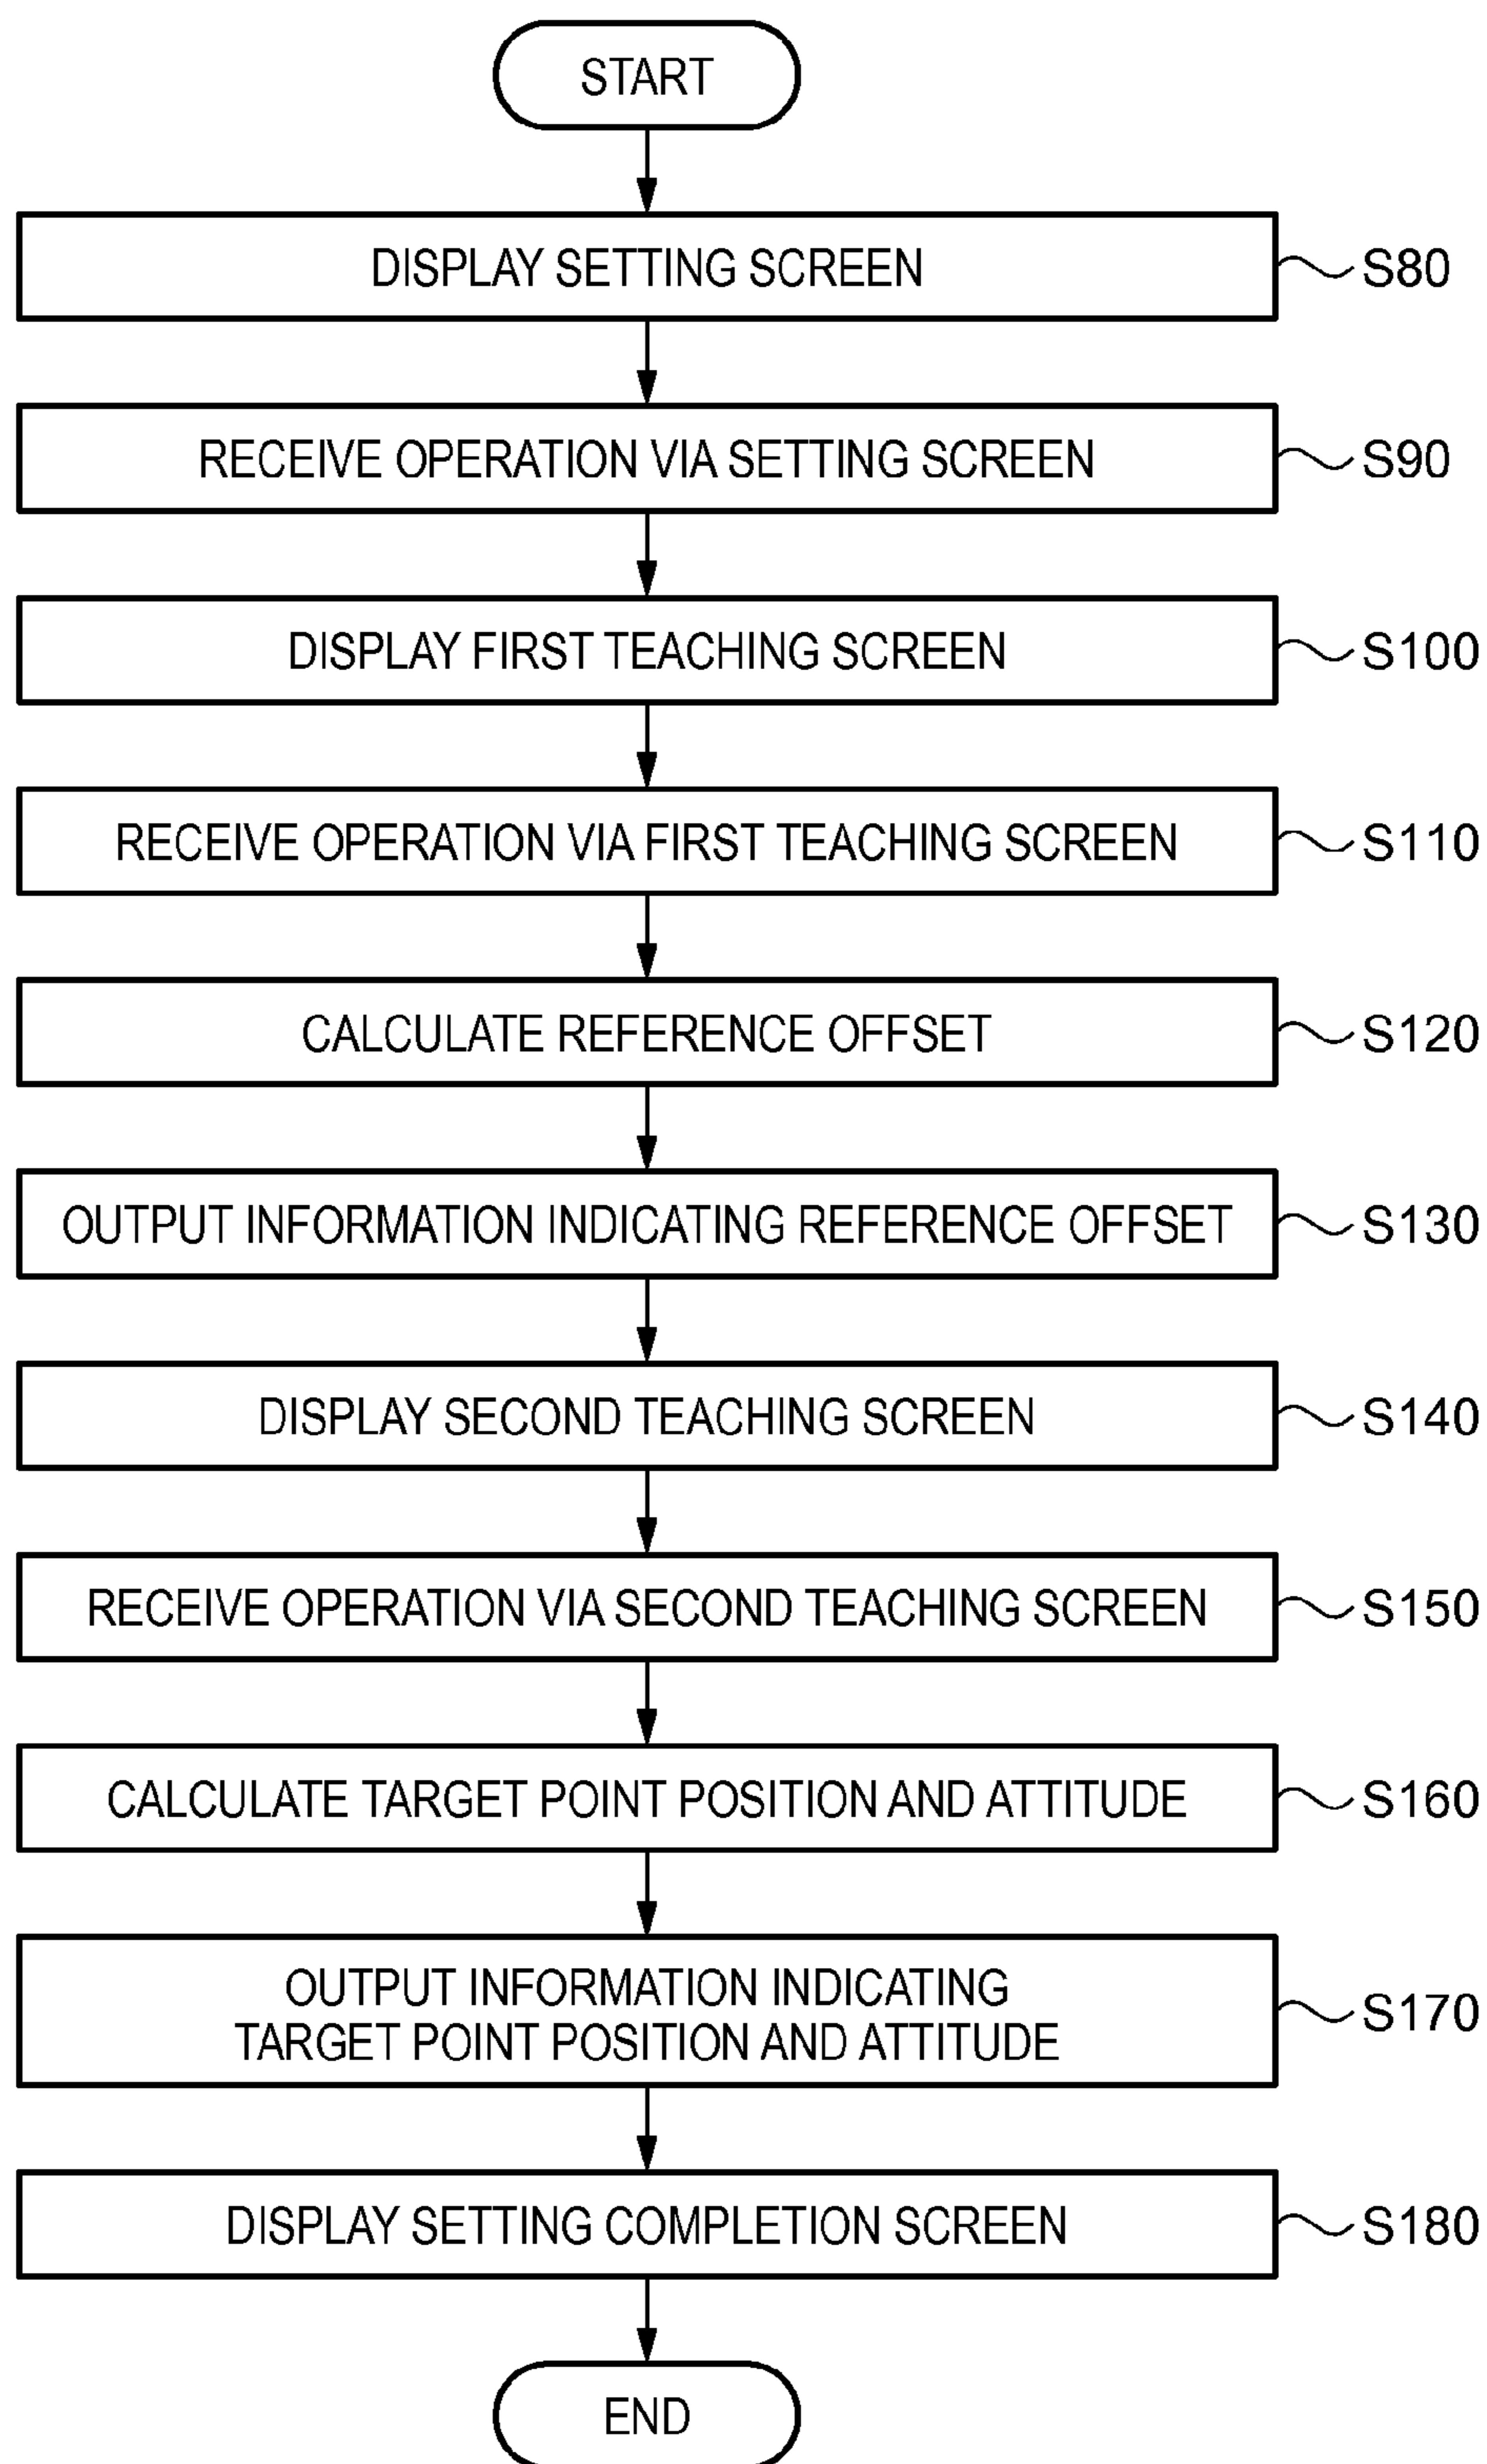 START
DISPLAY SETTING SCREEN
S80
RECEIVE OPERATION VIA SETTING SCREEN
S90
DISPLAY FIRST TEACHING SCREEN
S100
RECEIVE OPERATION VIA FIRST TEACHING SCREEN
S110
CALCULATE REFERENCE OFFSET
S120
OUTPUT INFORMATION INDICATING REFERENCE OFFSET
S130
DISPLAY SECOND TEACHING SCREEN
S140
RECEIVE OPERATION VIA SECOND TEACHING SCREEN
S150
CALCULATE TARGET POINT POSITION AND ATTITUDE
S160
OUTPUT INFORMATION INDICATING
TARGET POINT POSITION AND ATTITUDE
S170
DISPLAY SETTING COMPLETION SCREEN
S180
END